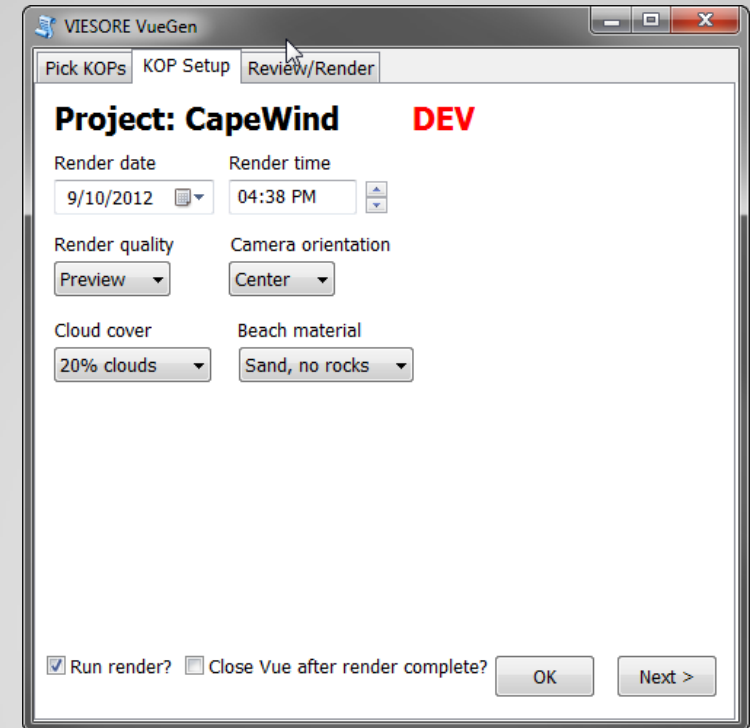 VIESORE VueGen
Pick KOPs KOP Setup Review/Render
Project: CapeWind DEV
Render date Render time
9/10/2012 04:38 PM
Render quality Camera orientation
Preview Center
Cloud cover Beach material
20% clouds Sand, no rocks
Run render? Close Vue after render complete? OK Next >